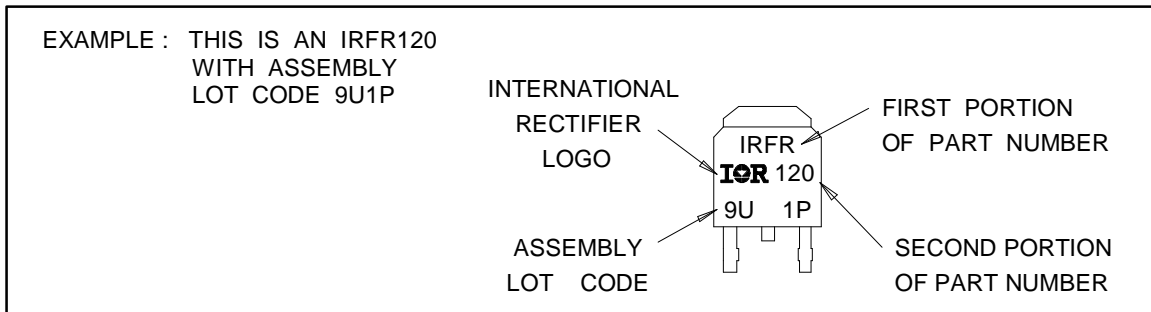 EXAMPLE : THIS IS AN IRFR120
WITH ASSEMBLY
LOT CODE 9U1P
INTERNATIONAL
RECTIFIER
LOGO
ASSEMBLY
LOT CODE
IRFR
IOR 120
9U 1P
FIRST PORTION
OF PART NUMBER
SECOND PORTION
OF PART NUMBER